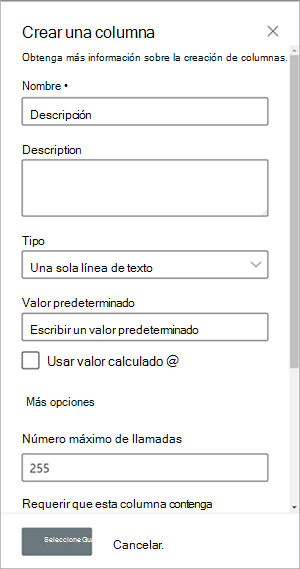 Crear una columna
Obtenga más información sobre la creación de columnas.
Nombre •
Descripción
Description
Tipo
Una sola línea de texto
Valor predeterminado
Escribir un valor predeterminado
Usar valor calculado @
Más opciones
Número máximo de llamadas
255
Requerir que esta columna contenga
Seleccione Gu
Cancelar.